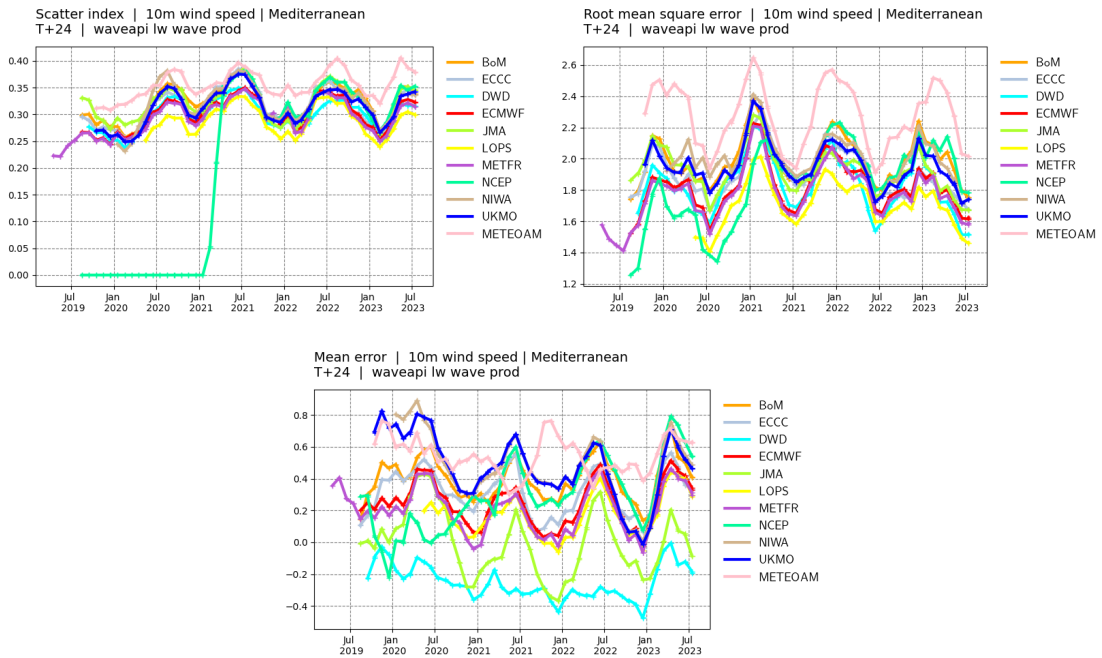 Scatter index | 10m wind speed | Mediterranean
T+24 | waveapi lw wave prod
0.40
0.35
0.30
0.25
0.20
0.15
0.10
0.05
0.00
Jul 2019
Jan 2020
Jul 2020
Jan 2021
Jul 2021
Jan 2022
Jul 2022
Jan 2023
Jul 2023
BoM
ECCC
DWD
ECMWF
JMA
LOPS
METFR
NCEP
NIWA
UKMO
METEOAM
Root mean square error | 10m wind speed | Mediterranean
T+24 | waveapi lw wave prod
2.6
2.4
2.2
2.0
1.8
1.6
1.4
1.2
Jul 2019
Jan 2020
Jul 2020
Jan 2021
Jul 2021
Jan 2022
Jul 2022
Jan 2023
Jul 2023
BoM
ECCC
DWD
ECMWF
JMA
LOPS
METFR
NCEP
NIWA
UKMO
METEOAM
Mean error | 10m wind speed | Mediterranean
T+24 | waveapi lw wave prod
0.8
0.6
0.4
0.2
0.0
−0.2
−0.4
Jul 2019
Jan 2020
Jul 2020
Jan 2021
Jul 2021
Jan 2022
Jul 2022
Jan 2023
Jul 2023
BoM
ECCC
DWD
ECMWF
JMA
LOPS
METFR
NCEP
NIWA
UKMO
METEOAM